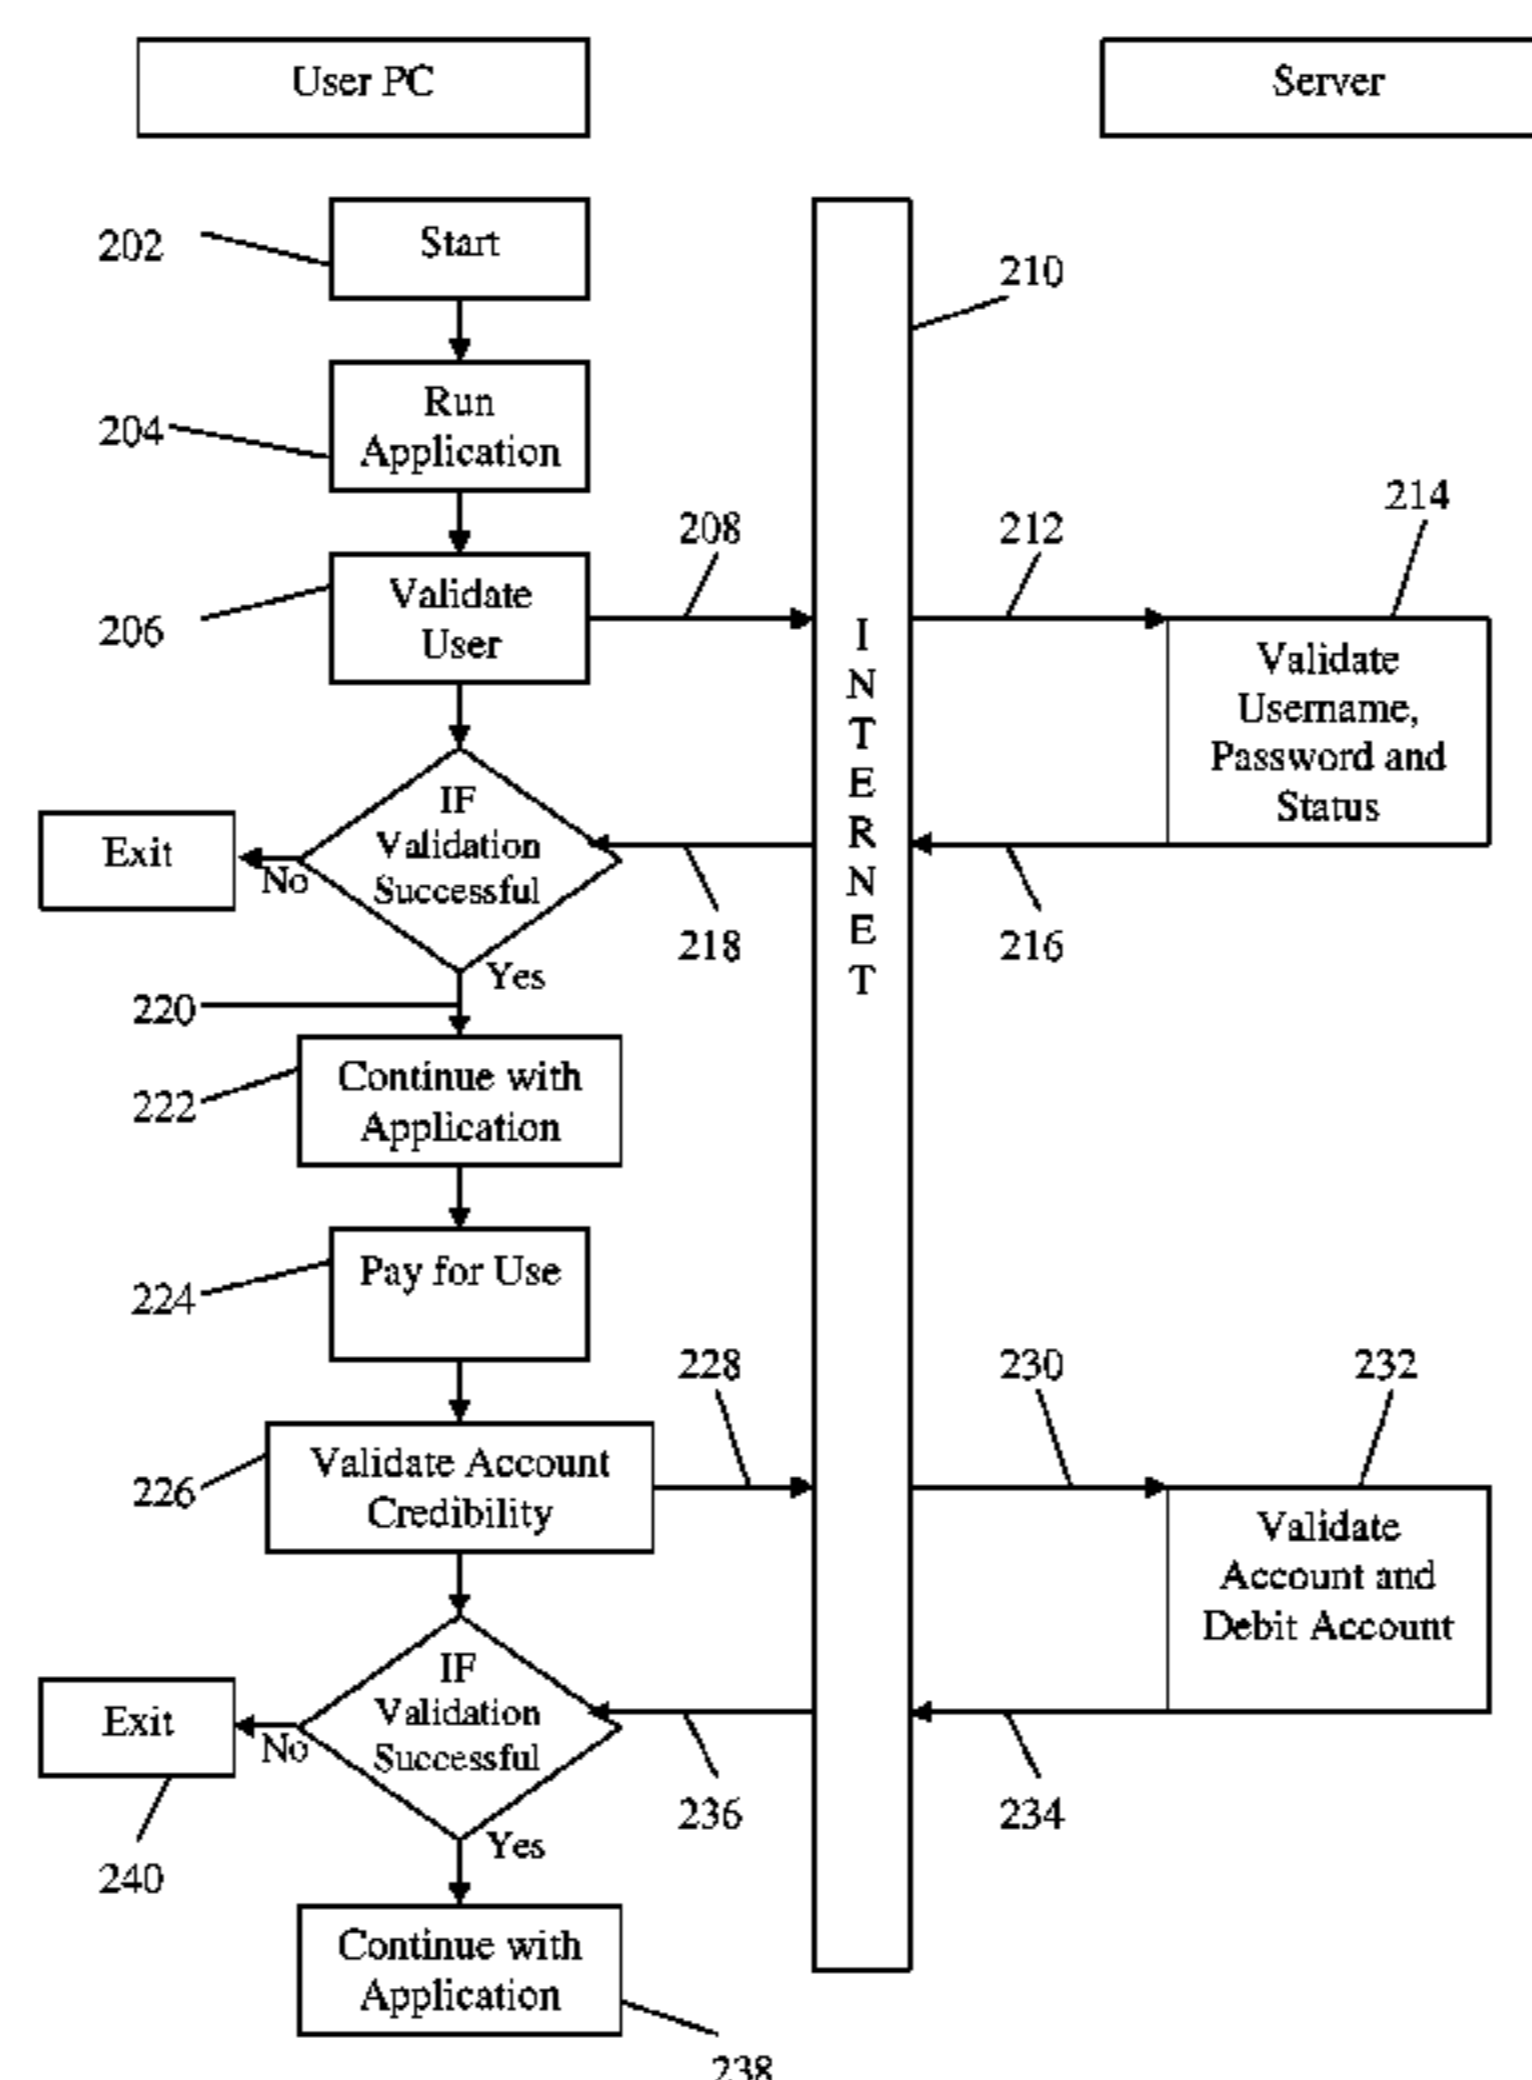 User PC
Server
202
Start
210
204
Run
Application
208
212
214
206
Validate
User
INTERNET
Validate
Username,
Password and
Status
Exit
No
IF
Validation
Successful
218
216
Yes
220
222
Continue with
Application
224
Pay for Use
228
230
232
226
Validate Account
Credibility
Validate
Account and
Debit Account
Exit
No
IF
Validation
Successful
236
234
240
Yes
Continue with
Application
238